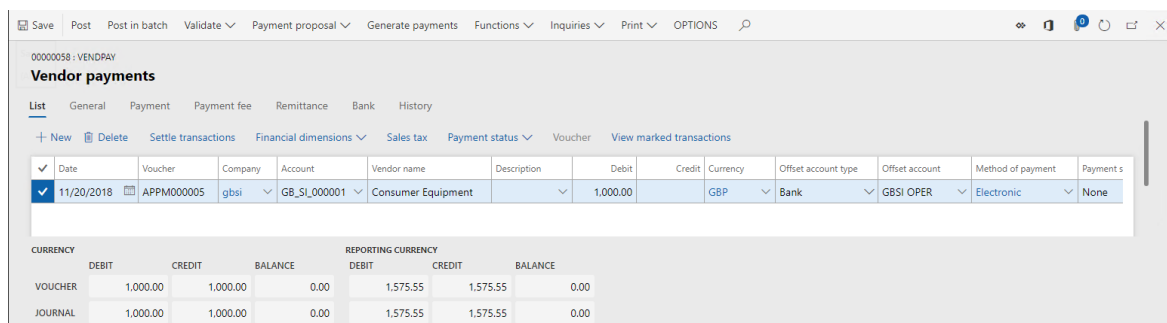 Save Post Post in batch Validate Payment proposal Generate payments Functions Inquiries Print OPTIONS 0
00000058 : VENDPAY
Vendor payments
List General Payment Payment fee Remittance Bank History
New Delete Settle transactions Financial dimensions Sales tax Payment status Voucher View marked transactions
Date Voucher Company Account Vendor name Description Debit Credit Currency Offset account type Offset account Method of payment Payment s
11/20/2018 APPM000005 gbsi GB_SI_000001 Consumer Equipment 1,000.00 GBP Bank GBSI OPER Electronic None
CURRENCY REPORTING CURRENCY
DEBIT CREDIT BALANCE DEBIT CREDIT BALANCE
VOUCHER 1,000.00 1,000.00 0.00 1,575.55 1,575.55 0.00
JOURNAL 1,000.00 1,000.00 0.00 1,575.55 1,575.55 0.00